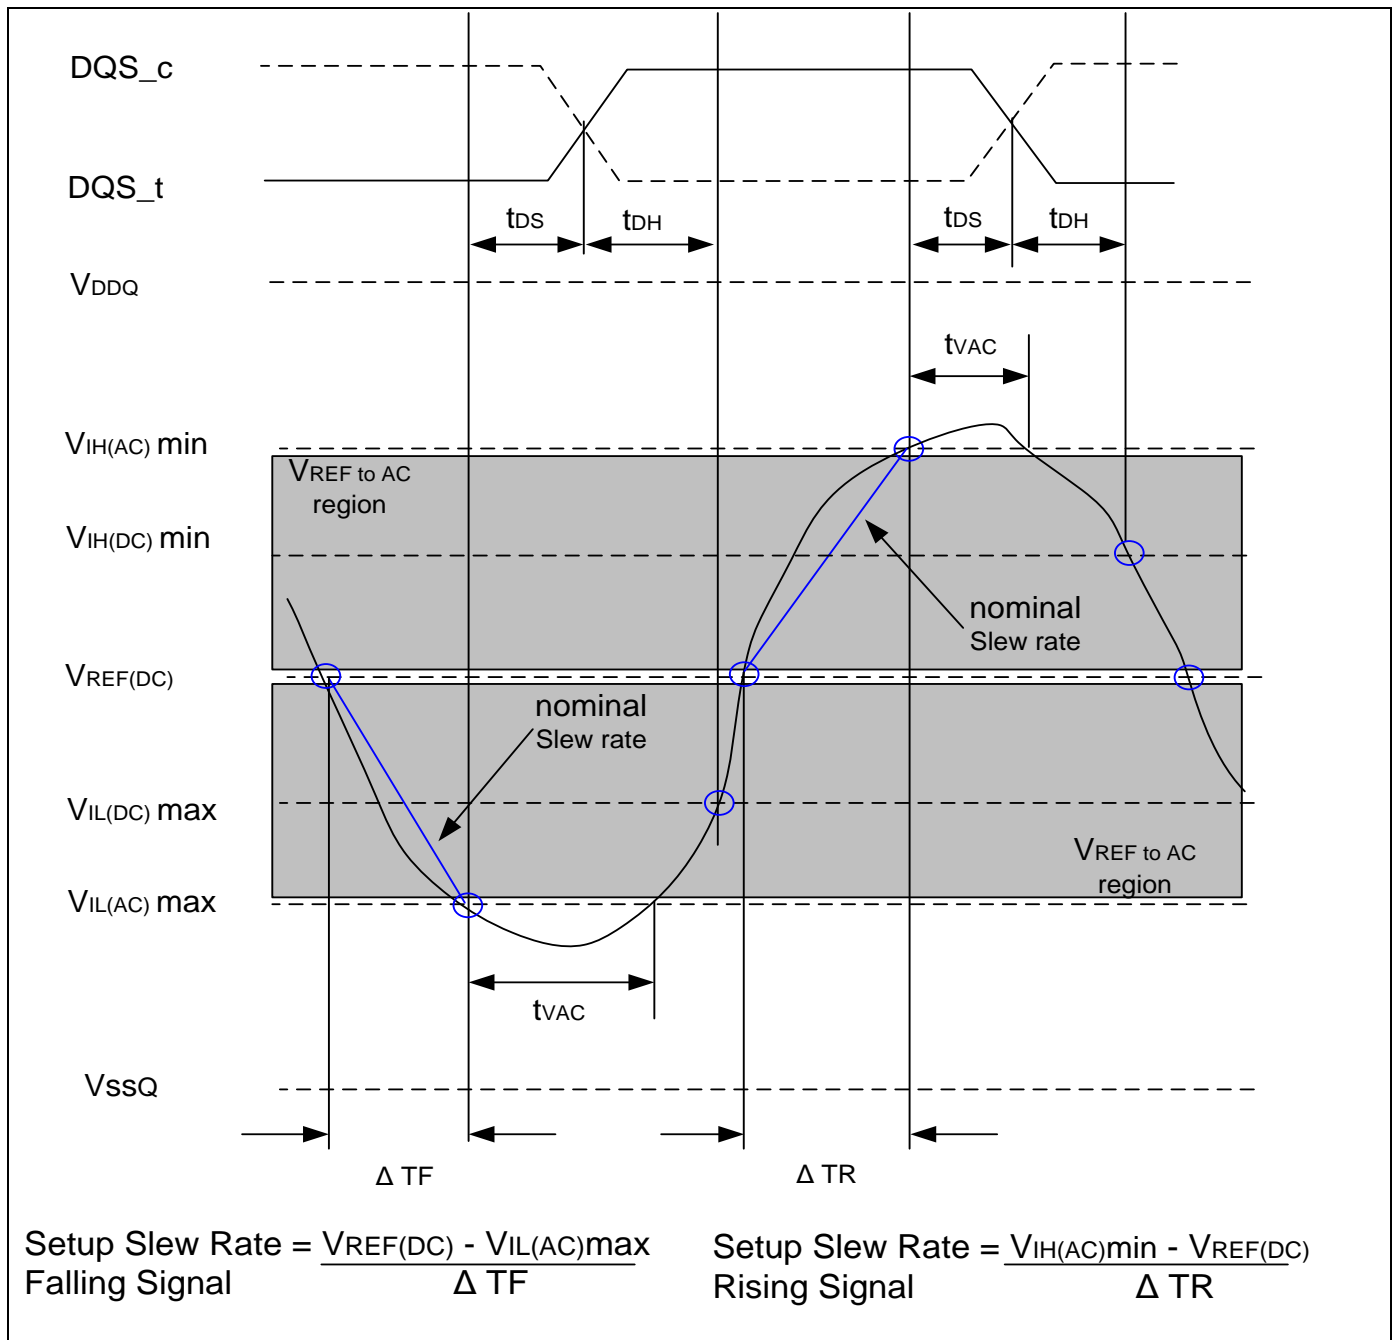 DQS_c
DQS_t
tDS
tDH
tDS
tDH
VDDQ
tVAC
VIH(AC) min
VREF to AC
region
VIH(DC) min
nominal
Slew rate
VREF(DC)
nominal
Slew rate
VIL(DC) max
VREF to AC
region
VIL(AC) max
tVAC
VssQ
Δ TF
Δ TR
Setup Slew Rate = VREF(DC) - VIL(AC)max
Falling Signal Δ TF
Setup Slew Rate = VIH(AC)min - VREF(DC)
Rising Signal Δ TR